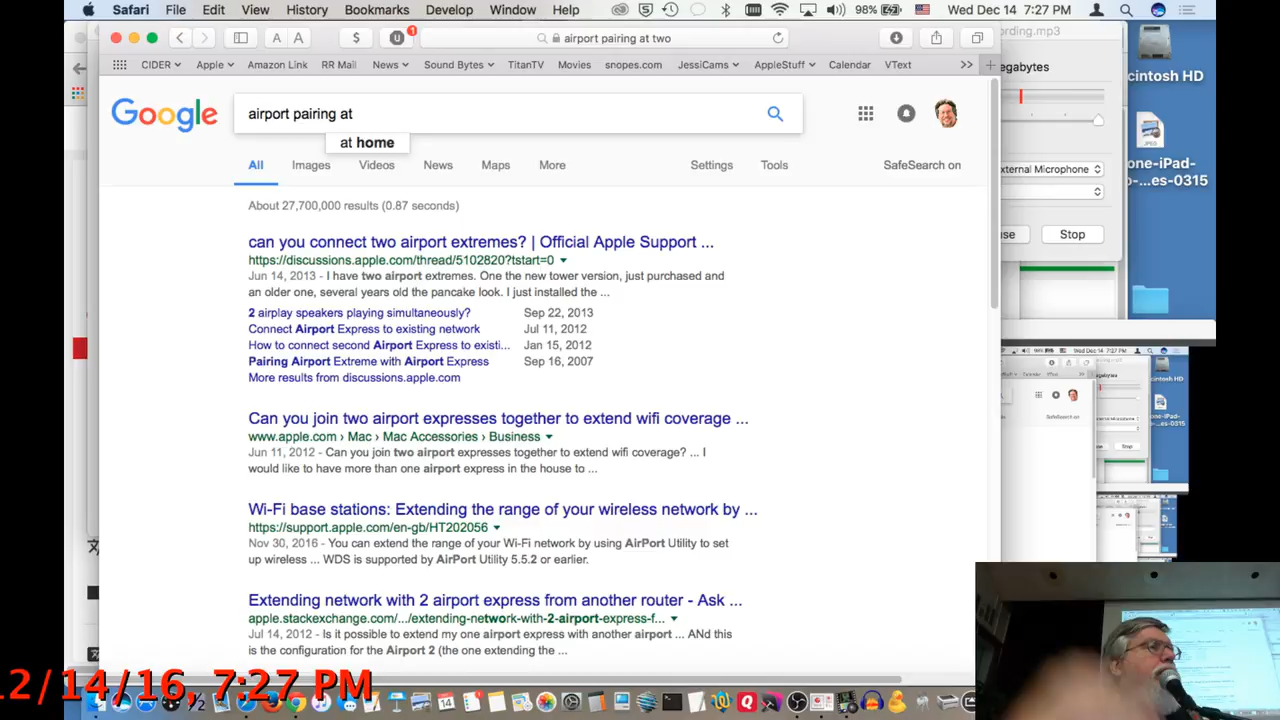 Safari File Edit View History Bookmarks Develop Window Help 98% Wed Dec 14 7:27 PM
airport pairing at two
ording.mp3
CIDER Apple Amazon Link RR Mail News Sound Bytes TitanTV Movies snopes.com JessiCams AppleStuff Calendar VText
egabytes
cintosh HD
Google airport pairing at
at home
All Images Videos News Maps More Settings Tools SafeSearch on
JPEG
one-iPad-
o-...es-0315
xternal Microphone
Stop
About 27,700,000 results (0.87 seconds)
can you connect two airport extremes? | Official Apple Support ...
https://discussions.apple.com/thread/5102820?tstart=0
Jun 14, 2013 - I have two airport extremes. One the new tower version, just purchased and
an older one, several years old the pancake look. I just installed the ...
2 airplay speakers playing simultaneously? Sep 22, 2013
Connect Airport Express to existing network Jul 11, 2012
How to connect second Airport Express to existi... Jan 15, 2012
Pairing Airport Extreme and Express Sep 16, 2007
More results from discussions.apple.com
Can you join two airport expresses together to extend wifi coverage ...
www.apple.com › Mac › Mac Accessories › Business
Jun 11, 2012 - Can you join two airport expresses together to extend wifi coverage? ... I
would like to have more than one airport express in the house to ...
Wi-Fi base stations: Extending the range of your wireless network by ...
https://support.apple.com/en-gb/HT202056
Nov 30, 2016 - You can extend the range of your Wi-Fi network by using AirPort Utility to set
up wireless ... WDS is supported by Airport Utility 5.5.2 or earlier.
Extending network with 2 airport express from another router - Ask ...
apple.stackexchange.com/.../extending-network-with-2-airport-express-f...
Jul 14, 2012 - Is it possible to extend my one airport express with another airport ... ANd this
is the configuration for the Airport 2 (the one extending the ...
2/14/16, 7:27 PM